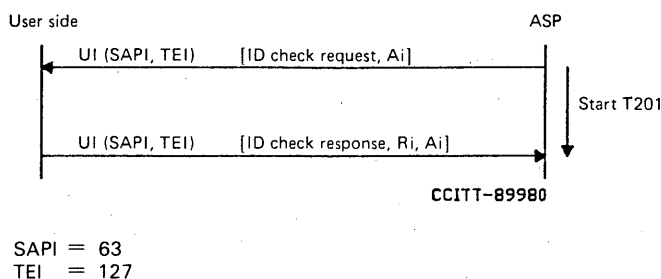 User side ASP
UI (SAPI, TEI) [ID check request, Ai]
Start T201
UI (SAPI, TEI) [ID check response, Ri, Ai]
CCITT-89980
SAPI = 63
TEI = 127